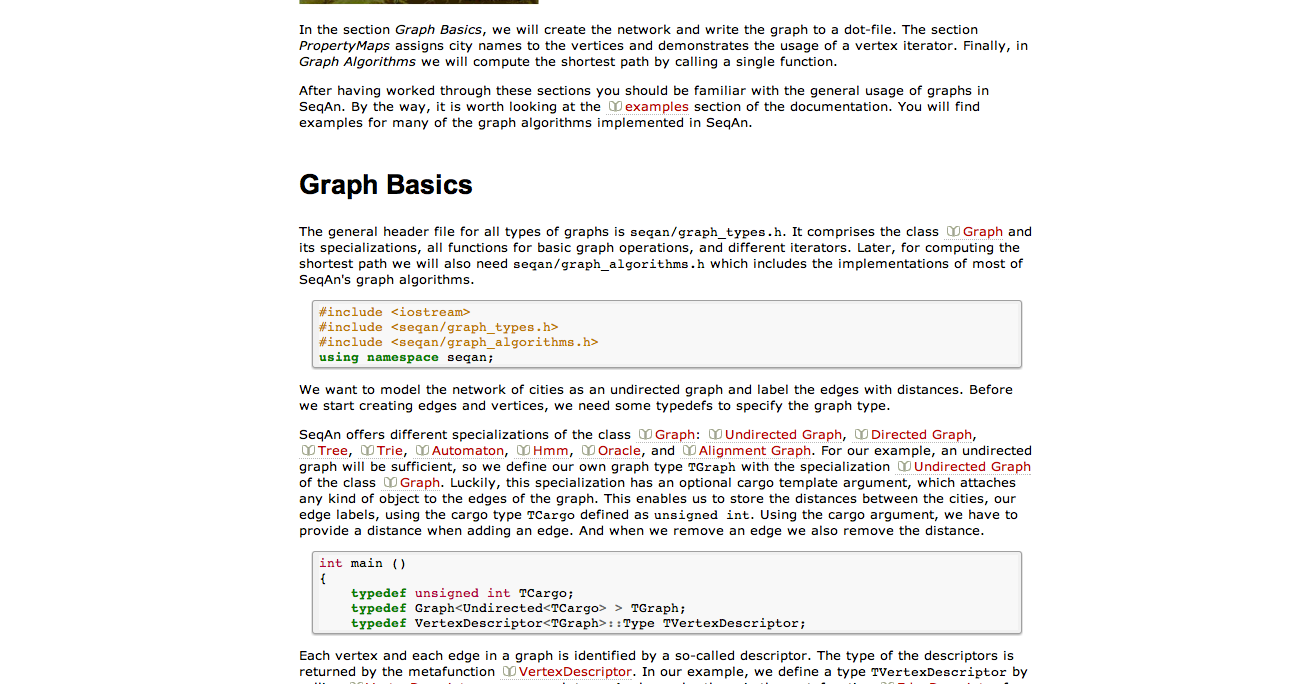 In the section Graph Basics, we will create the network and write the graph to a dot-file. The section
PropertyMaps assigns city names to the vertices and demonstrates the usage of a vertex iterator. Finally, in
Graph Algorithms we will compute the shortest path by calling a single function.
After having worked through these sections you should be familiar with the general usage of graphs in
SeqAn. By the way, it is worth looking at the examples section of the documentation. You will find
examples for many of the graph algorithms implemented in SeqAn.
Graph Basics
The general header file for all types of graphs is seqan/graph_types.h. It comprises the class Graph and
its specializations, all functions for basic graph operations, and different iterators. Later, for computing the
shortest path we will also need seqan/graph_algorithms.h which includes the implementations of most of
SeqAn's graph algorithms.
#include <iostream>
#include <seqan/graph_types.h>
#include <seqan/graph_algorithms.h>
using namespace seqan;
We want to model the network of cities as an undirected graph and label the edges with distances. Before
we start creating edges and vertices, we need some typedefs to specify the graph type.
SeqAn offers different specializations of the class Graph: Undirected Graph, Directed Graph,
Tree, Trie, Automaton, Hmm, Oracle, and Alignment Graph. For our example, an undirected
graph will be sufficient, so we define our own graph type TGraph with the specialization Undirected Graph
of the class Graph. Luckily, this specialization has an optional cargo template argument, which attaches
any kind of object to the edges of the graph. This enables us to store the distances between the cities, our
edge labels, using the cargo type TCargo defined as unsigned int. Using the cargo argument, we have to
provide a distance when adding an edge. And when we remove an edge we also remove the distance.
int main ()
{
    typedef unsigned int TCargo;
    typedef Graph<Undirected<TCargo> > TGraph;
    typedef VertexDescriptor<TGraph>::Type TVertexDescriptor;
Each vertex and each edge in a graph is identified by a so-called descriptor. The type of the descriptors is
returned by the metafunction VertexDescriptor. In our example, we define a type TVertexDescriptor by